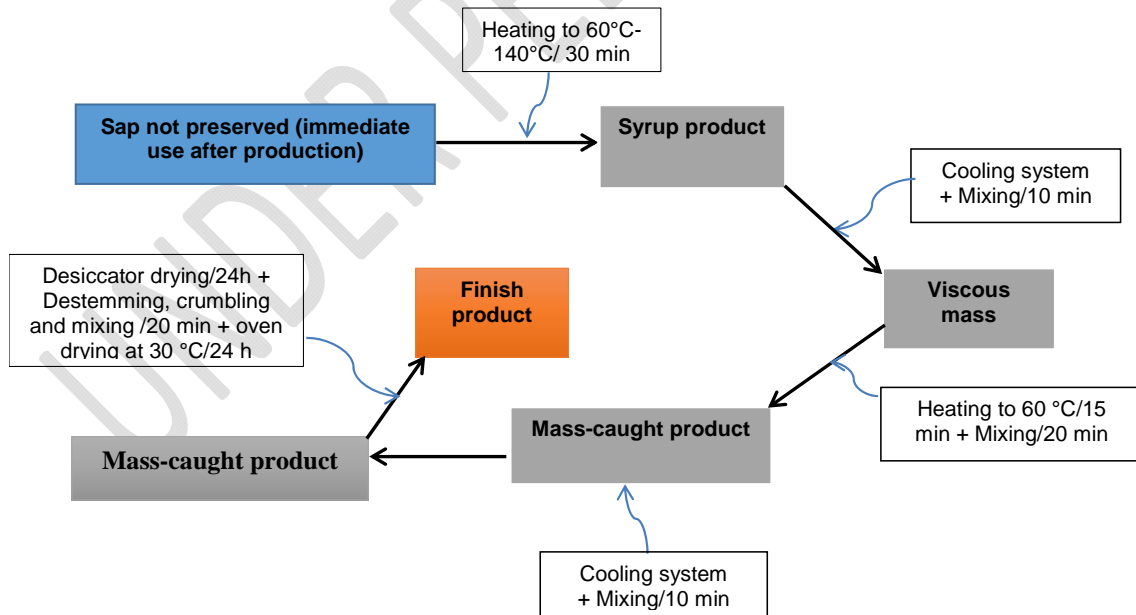 Heating to 60°C-
140°C/ 30 min
Sap not preserved (immediate
use after production)
Syrup product
Cooling system
+ Mixing/10 min
Desiccator drying/24h +
Destemming, crumbling
and mixing /20 min + oven
drying at 30 °C/24 h
Finish
product
Viscous
mass
Heating to 60 °C/15
min + Mixing/20 min
Mass-caught product
Mass-caught product
Cooling system
+ Mixing/10 min
UNDER PE